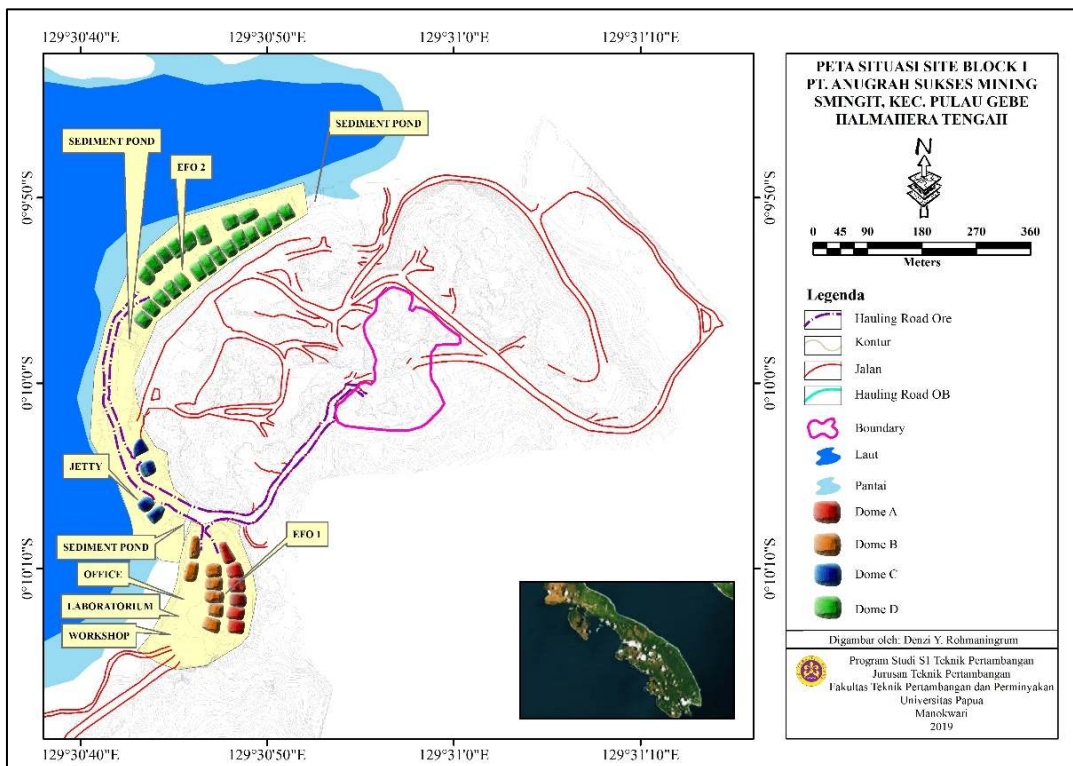 129°30'40"E 129°30'50"E 129°31'0"E 129°31'10"E
0°9'50"S
0°10'0"S
0°10'10"S
SEDIMENT POND
SEDIMENT POND
EFO 2
JETTY
SEDIMENT POND
EFO 1
OFFICE
LABORATORIUM
WORKSHOP
0°9'50"S
0°10'0"S
0°10'10"S
129°30'40"E 129°30'50"E 129°31'0"E 129°31'10"E
PETA SITUASI SITE BLOCK I
PT. ANUGRAH SUKSES MINING
SMINGIT, KEC. PULAU GEBE
HALMAHERA TENGAH
N
0 45 90 180 270 360
Meters
Legenda
Hauling Road Ore
Kontur
Jalan
Hauling Road OB
Boundary
Laut
Pantai
Dome A
Dome B
Dome C
Dome D
Digambar oleh: Denzi Y. Rohmaningrum
Program Studi S1 Teknik Pertambangan
Jurusan Teknik Pertambangan
Fakultas Teknik Pertambangan dan Perminyakan
Universitas Papua
Manokwari
2019